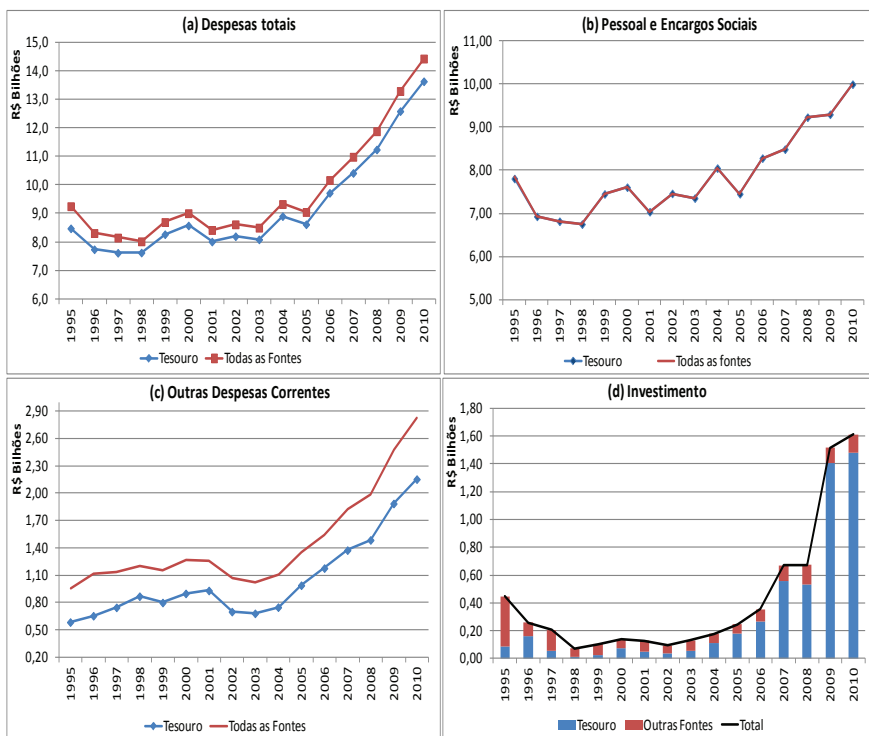 (a) Despesas totais
R$ Bilhões
15,0
14,0
13,0
12,0
11,0
10,0
9,0
8,0
7,0
6,0
1995 1996 1997 1998 1999 2000 2001 2002 2003 2004 2005 2006 2007 2008 2009 2010
Tesouro Todas as Fontes
(b) Pessoal e Encargos Sociais
R$ Bilhões
11,00
10,00
9,00
8,00
7,00
6,00
5,00
1995 1996 1997 1998 1999 2000 2001 2002 2003 2004 2005 2006 2007 2008 2009 2010
Tesouro Todas as fontes
(c) Outras Despesas Correntes
R$ Bilhões
2,90
2,60
2,30
2,00
1,70
1,40
1,10
0,80
0,50
0,20
1995 1996 1997 1998 1999 2000 2001 2002 2003 2004 2005 2006 2007 2008 2009 2010
Tesouro Todas as Fontes
(d) Investimento
R$ Bilhões
1,80
1,60
1,40
1,20
1,00
0,80
0,60
0,40
0,20
0,00
1995 1996 1997 1998 1999 2000 2001 2002 2003 2004 2005 2006 2007 2008 2009 2010
Tesouro Outras Fontes Total